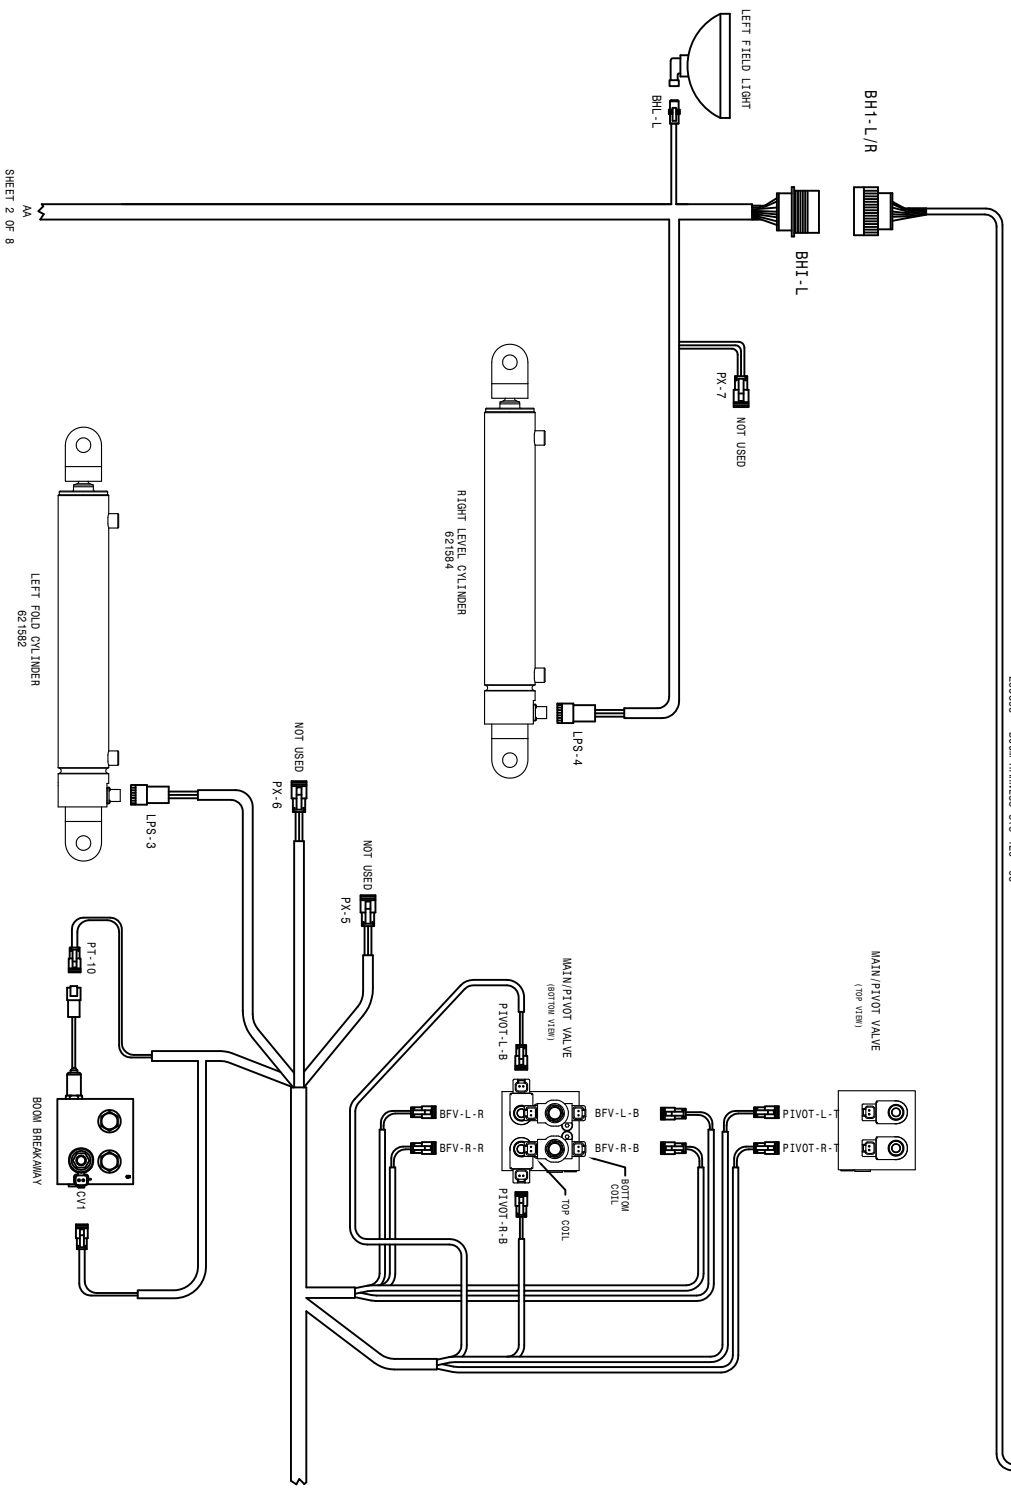 LEFT FIELD LIGHT
BHL-L
BH1-L/R
BHI-L
AA
SHEET 2 OF 8
PX-7
NOT USED
RIGHT LEVEL CYLINDER
621584
LPS-4
LEFT FOLD CYLINDER
621582
LPS-3
NOT USED
PX-6
NOT USED
PX-5
MAIN/PIVOT VALVE
(TOP VIEW)
MAIN/PIVOT VALVE
(BOTTOM VIEW)
PIVOT-L-B
BFV-L-R
BFV-L-B
PIVOT-L-T
BFV-R-R
BFV-R-B
PIVOT-R-T
BOTTOM
COIL
TOP COIL
PIVOT-R-B
PT-10
BOOM BREAKAWAY
CV1